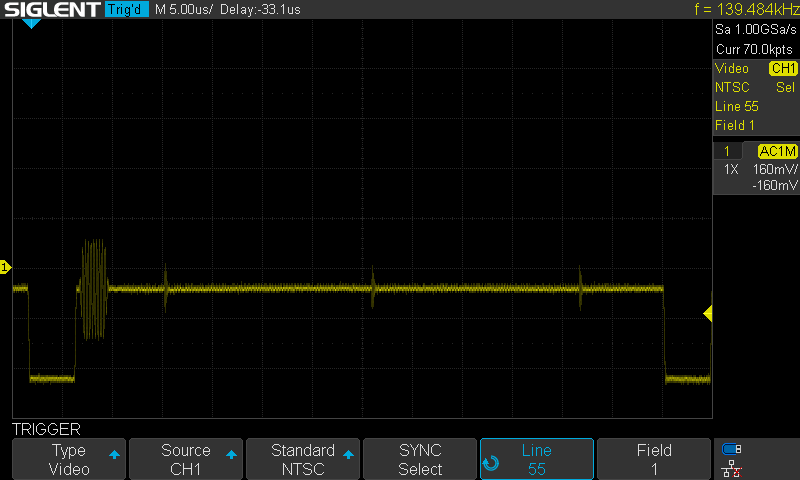 SIGLENT Trig'd M 5.00us/ Delay:-33.1us f = 139.484kHz
Sa 1.00GSa/s
Curr 70.0kpts
Video CH1
NTSC Sel
Line 55
Field 1
1 AC1M
1X 160mV/
-160mV
1
TRIGGER
Type Source Standard SYNC Line Field
Video CH1 NTSC Select 55 1